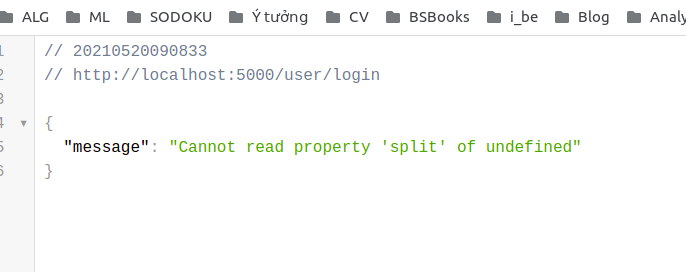 ALG ML SODOKU Ý tưởng CV BSBooks i_be Blog Analy
1 // 20210520090833
2 // http://localhost:5000/user/login
3
4 ▾ {
5 "message": "Cannot read property 'split' of undefined"
6 }